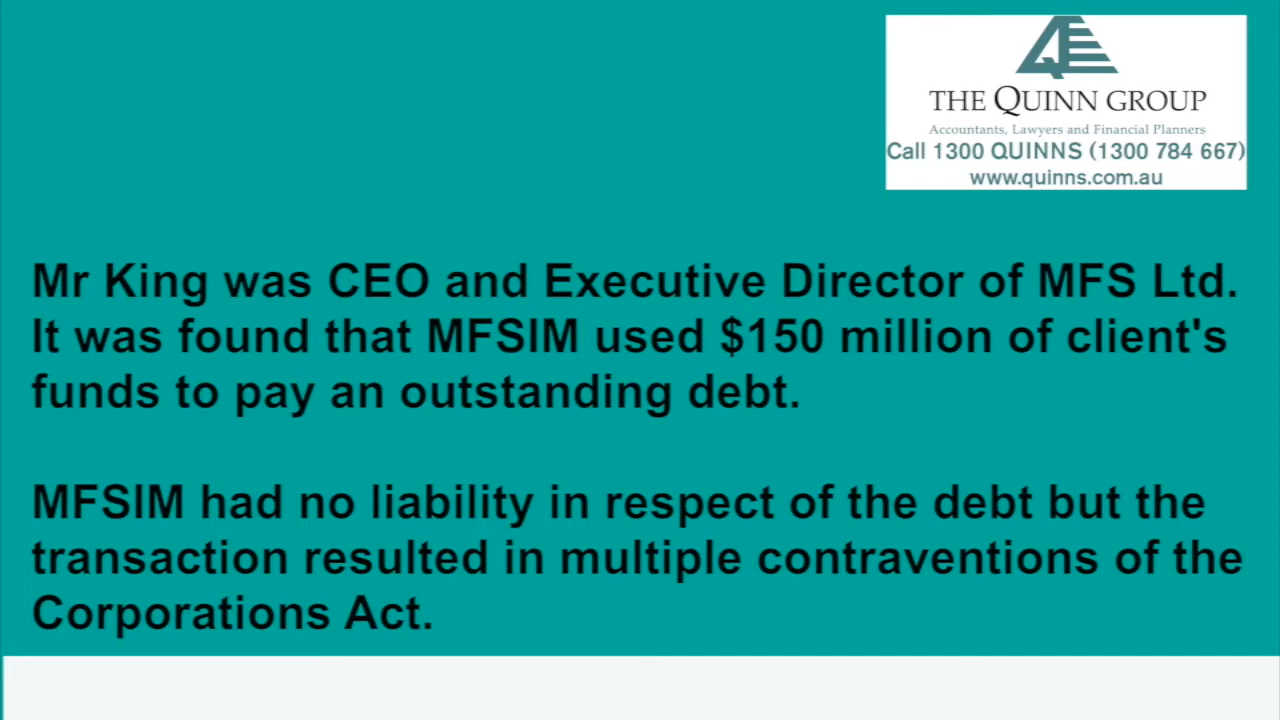 THE QUINN GROUP
Accountants, Lawyers and Financial Planners
Call 1300 QUINNS (1300 784 667)
www.quinns.com.au
Mr King was CEO and Executive Director of MFS Ltd.
It was found that MFSIM used $150 million of client's
funds to pay an outstanding debt.
MFSIM had no liability in respect of the debt but the
transaction resulted in multiple contraventions of the
Corporations Act.